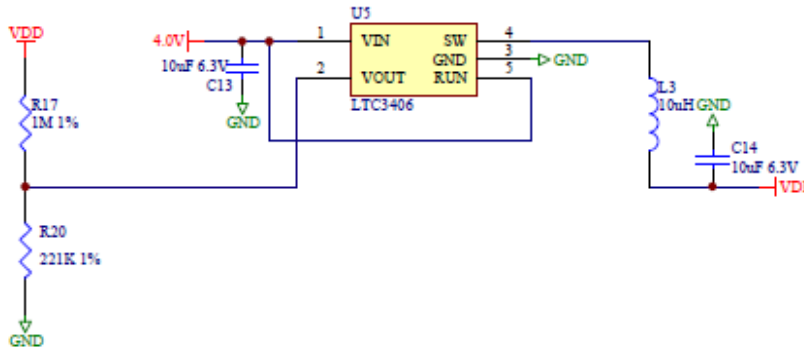 U5
VDD
4.0V
1
VIN
SW
4
GND
3
GND
10uF 6.3V
2
VOUT
RUN
5
C13
LTC3406
GND
R17
1M 1%
L3
10uH
GND
C14
10uF 6.3V
VDD
R20
221K 1%
GND